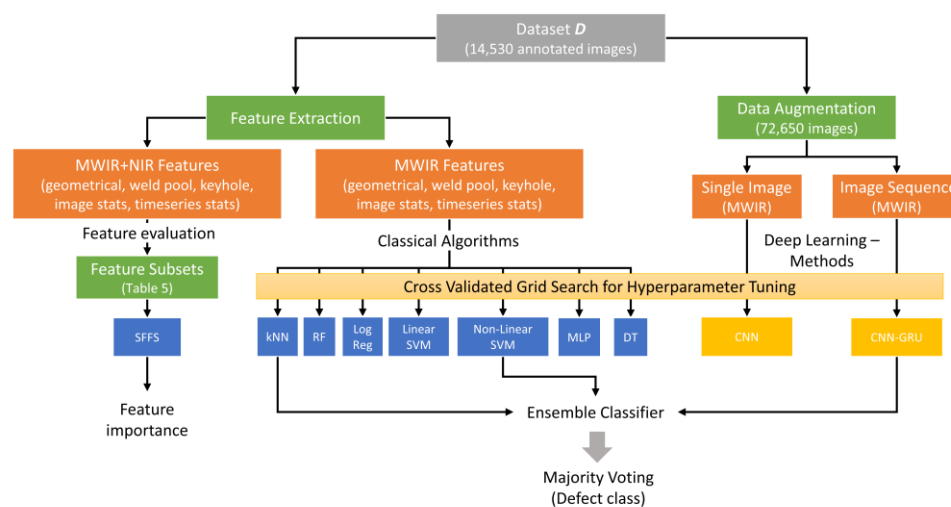 Dataset D
(14,530 annotated images)
Feature Extraction
Data Augmentation
(72,650 images)
MWIR+NIR Features
(geometrical, weld pool, keyhole,
image stats, timeseries stats)
MWIR Features
(geometrical, weld pool, keyhole,
image stats, timeseries stats)
Single Image
(MWIR)
Image Sequence
(MWIR)
Feature evaluation
Classical Algorithms
Deep Learning –
Methods
Feature Subsets
(Table 5)
Cross Validated Grid Search for Hyperparameter Tuning
SFFS
kNN
RF
Log
Reg
Linear
SVM
Non-Linear
SVM
MLP
DT
CNN
CNN-GRU
Feature
importance
Ensemble Classifier
Majority Voting
(Defect class)